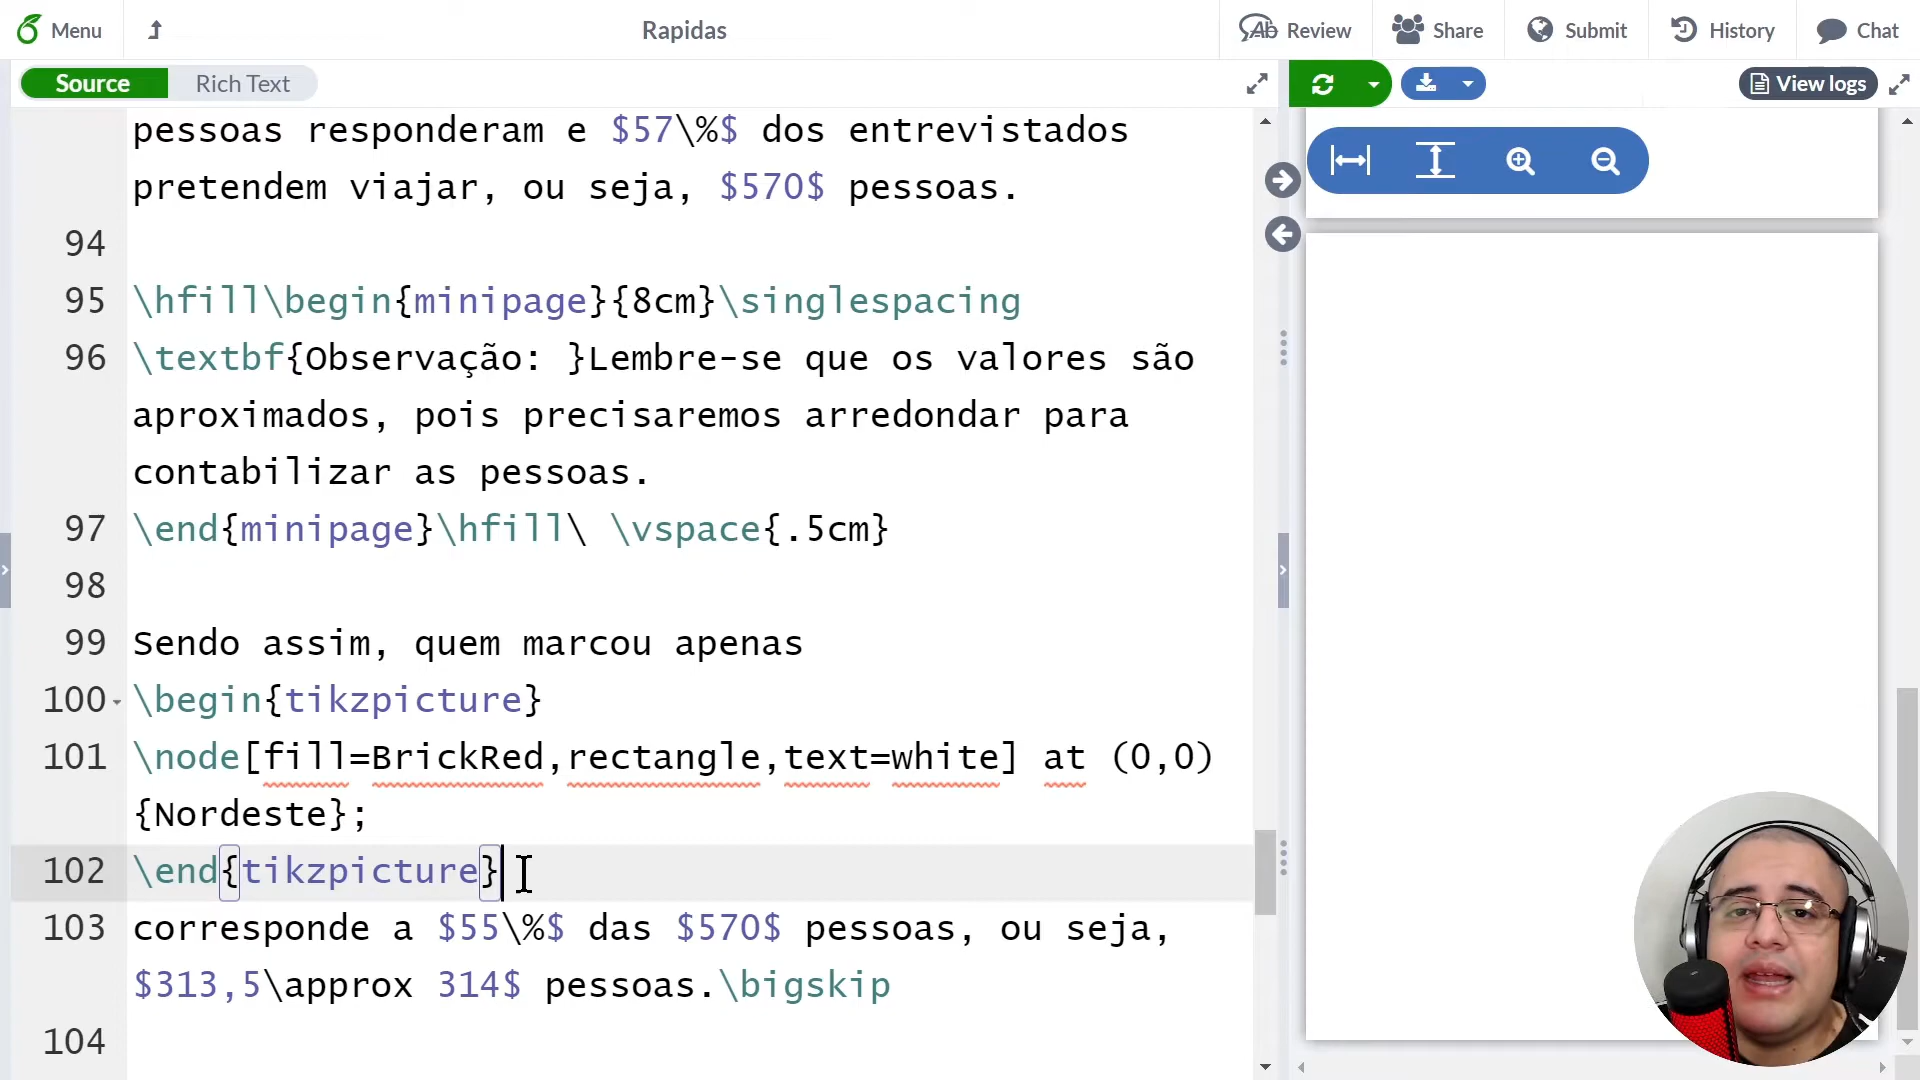 Menu
Rapidas
Review
Share
Submit
History
Chat
Source
Rich Text
View logs
pessoas responderam e $57\%$ dos entrevistados
pretendem viajar, ou seja, $570$ pessoas.
94
95 \hfill\begin{minipage}{8cm}\singlespacing
96 \textbf{Observação: }Lembre-se que os valores são
aproximados, pois precisaremos arredondar para
contabilizar as pessoas.
97 \end{minipage}\hfill\ \vspace{.5cm}
98
99 Sendo assim, quem marcou apenas
100 \begin{tikzpicture}
101 \node[fill=BrickRed,rectangle,text=white] at (0,0)
{Nordeste};
102 \end{tikzpicture}
103 corresponde a $55\%$ das $570$ pessoas, ou seja,
$313,5\approx 314$ pessoas.\bigskip
104